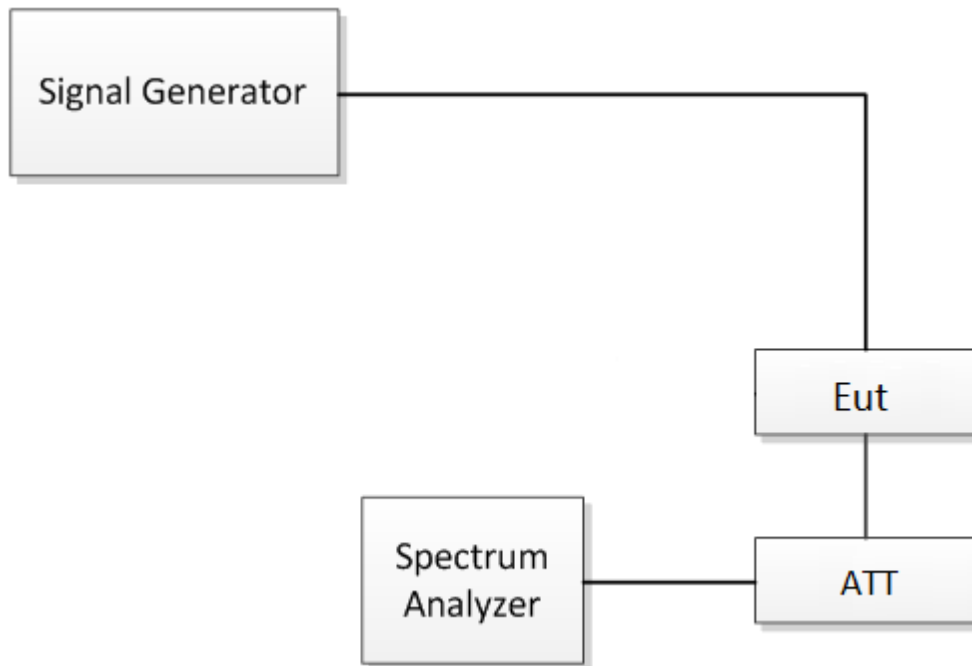 Signal Generator
Eut
Spectrum
Analyzer
ATT